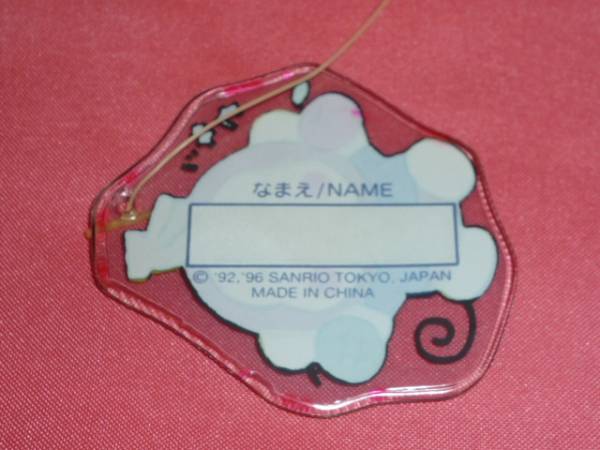 なまえ/NAME
© '92,'96 SANRIO TOKYO, JAPAN
MADE IN CHINA